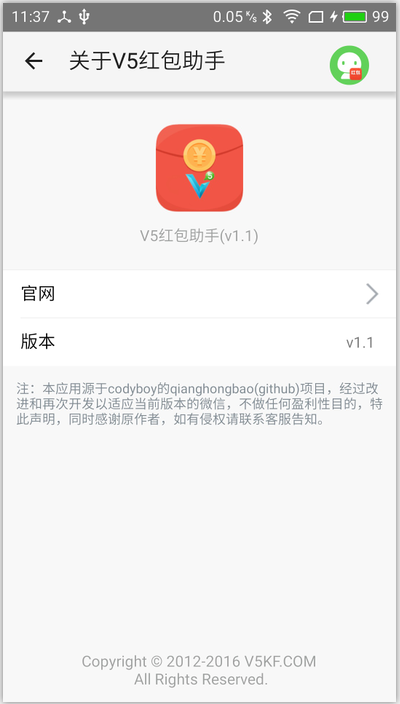 11:37 0.05 K/s 99
关于V5红包助手
红包
¥
V5
V5红包助手(v1.1)
官网
版本 v1.1
注：本应用源于codyboy的qianghongbao(github)项目，经过改
进和再次开发以适应当前版本的微信，不做任何盈利性目的，特
此声明，同时感谢原作者，如有侵权请联系客服告知。
Copyright © 2012-2016 V5KF.COM
All Rights Reserved.